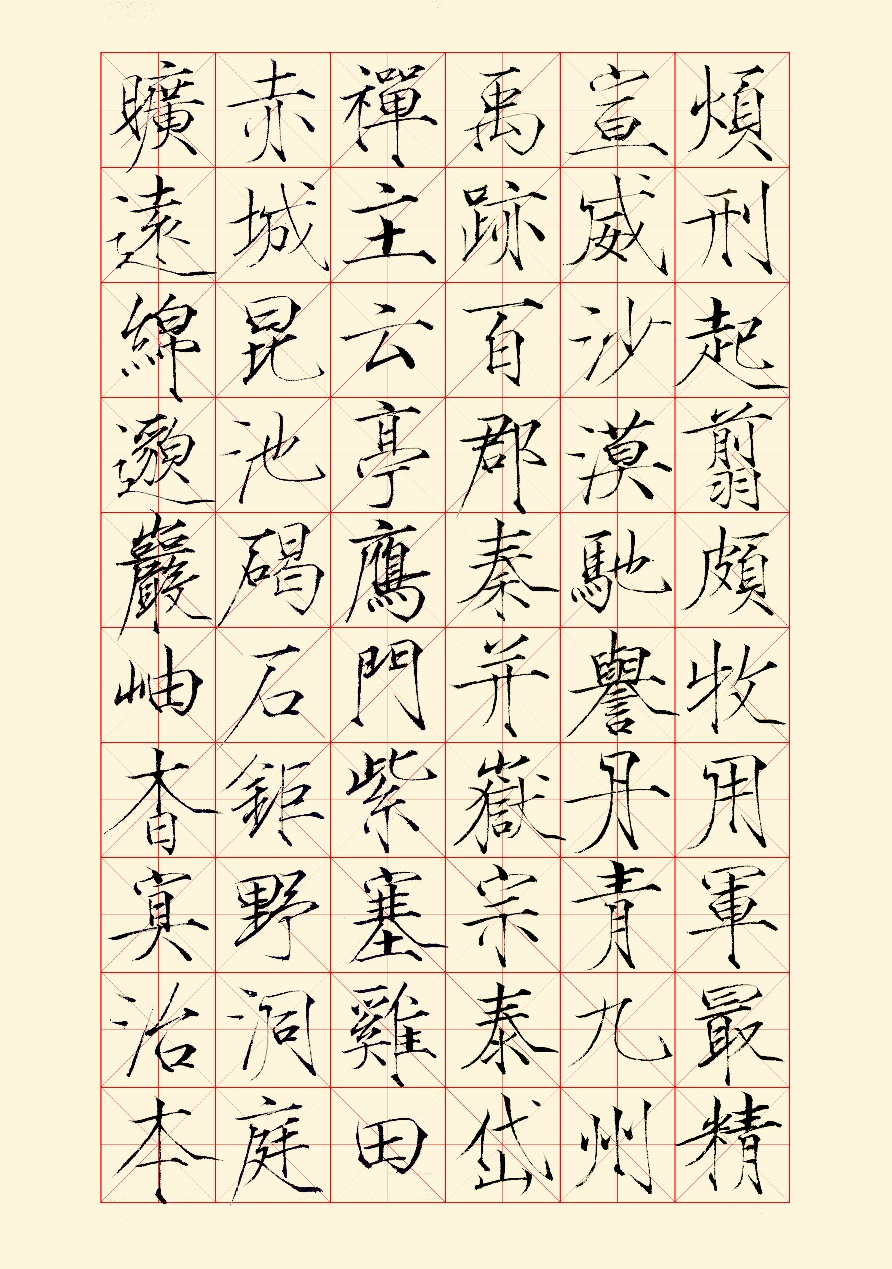 煩刑起翦頗牧用軍最精
宣威沙漠馳譽丹青九州
禹跡百郡秦并嶽宗泰岱
禪主云亭鷹門紫塞雞田
赤城昆池碣石鉅野洞庭
曠遠綿邈巖岫杳冥治本